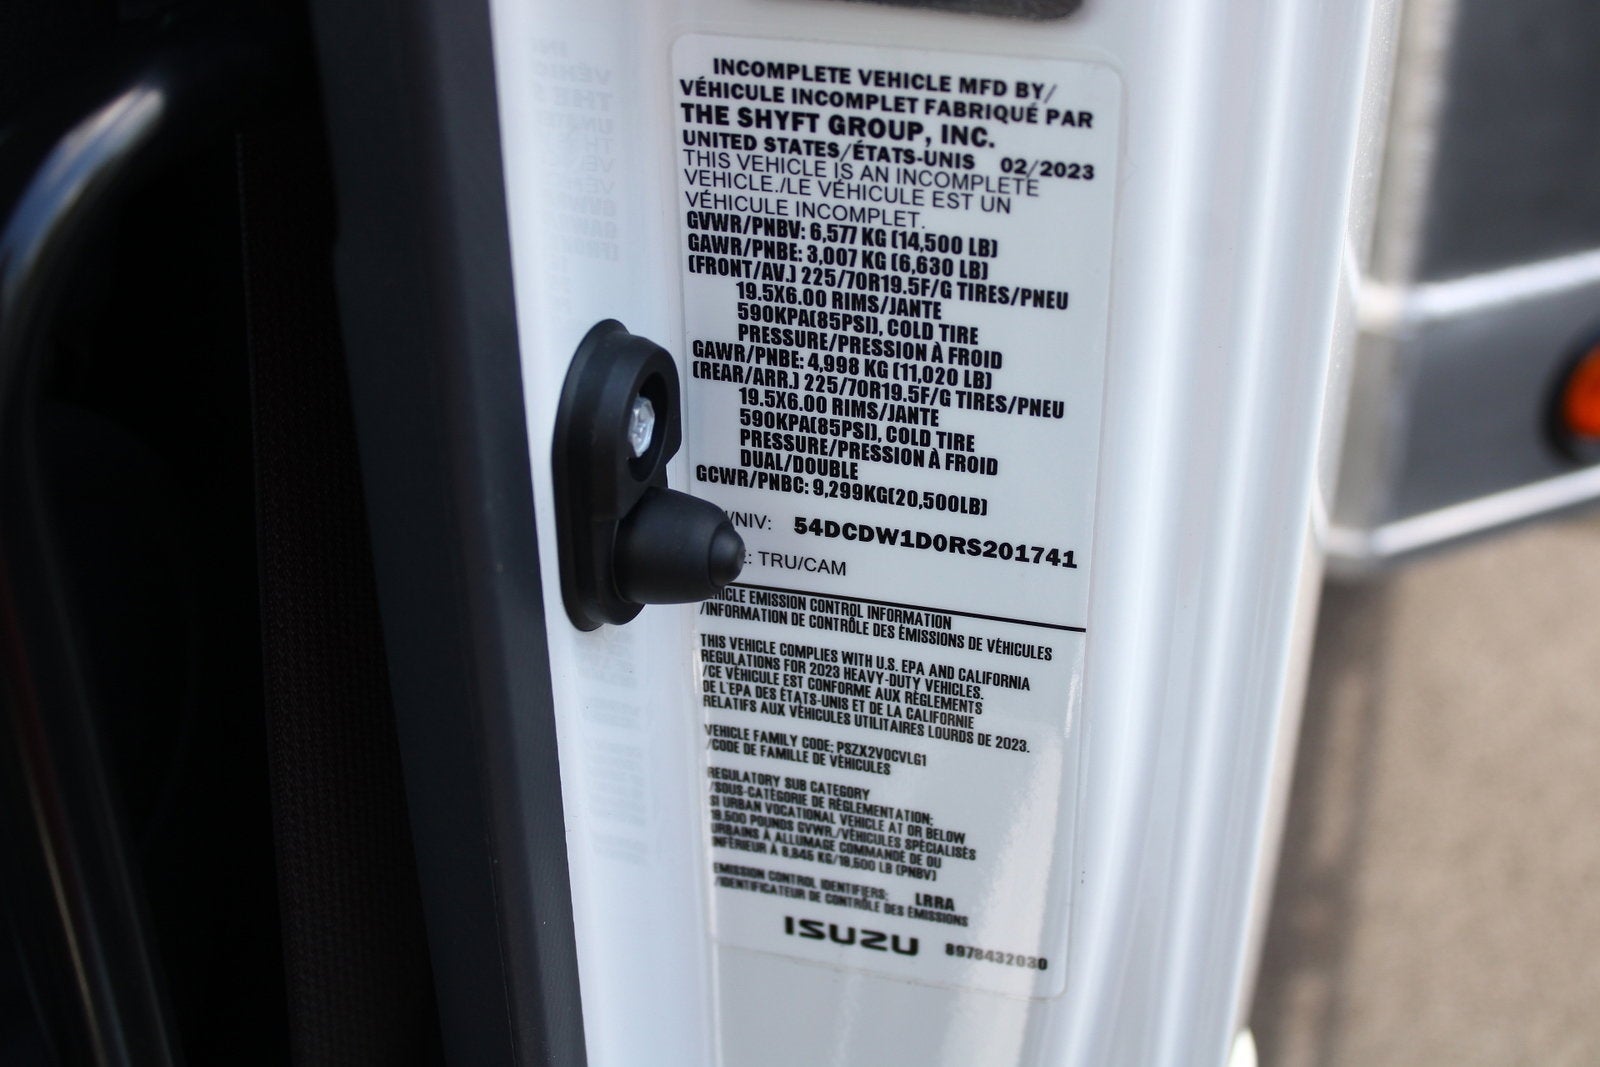 INCOMPLETE VEHICLE MFD BY/
VÉHICULE INCOMPLET FABRIQUÉ PAR
THE SHYFT GROUP, INC.
UNITED STATES/ÉTATS-UNIS 02/2023
THIS VEHICLE IS AN INCOMPLETE
VEHICLE./LE VÉHICULE EST UN
VÉHICULE INCOMPLET.
GVWR/PNBV: 6,577 KG (14,500 LB)
GAWR/PNBE: 3,007 KG (6,630 LB)
(FRONT/AV.) 225/70R19.5F/G TIRES/PNEU
19.5X6.00 RIMS/JANTE
590KPA(85PSI), COLD TIRE
PRESSURE/PRESSION À FROID
GAWR/PNBE: 4,998 KG (11,020 LB)
(REAR/ARR.) 225/70R19.5F/G TIRES/PNEU
19.5X6.00 RIMS/JANTE
590KPA(85PSI), COLD TIRE
PRESSURE/PRESSION À FROID
DUAL/DOUBLE
GCWR/PNBC: 9,299KG(20,500LB)
/NIV: 54DCDW1D0RS201741
: TRU/CAM
EMISSION CONTROL INFORMATION
/INFORMATION DE CONTRÔLE DES ÉMISSIONS DE VÉHICULES
THIS VEHICLE COMPLIES WITH U.S. EPA AND CALIFORNIA
REGULATIONS FOR 2023 HEAVY-DUTY VEHICLES.
/CE VÉHICULE EST CONFORME AUX RÈGLEMENTS
DE L'EPA DES ÉTATS-UNIS ET DE LA CALIFORNIE
RELATIFS AUX VÉHICULES UTILITAIRES LOURDS DE 2023.
VEHICLE FAMILY CODE: PSZX2VOCVLG1
/CODE DE FAMILLE DE VÉHICULES
REGULATORY SUB CATEGORY
/SOUS-CATÉGORIE DE RÈGLEMENTATION:
SI URBAN VOCATIONAL VEHICLE AT OR BELOW
19,500 POUNDS GVWR./VÉHICULES SPÉCIALISÉS
URBAINS À ALLUMAGE COMMANDÉ DE OU
INFÉRIEUR À 8,845 KG/19,500 LB (PNBV)
EMISSION CONTROL IDENTIFIERS: LRRA
/IDENTIFICATEUR DE CONTRÔLE DES ÉMISSIONS
ISUZU 8978432030